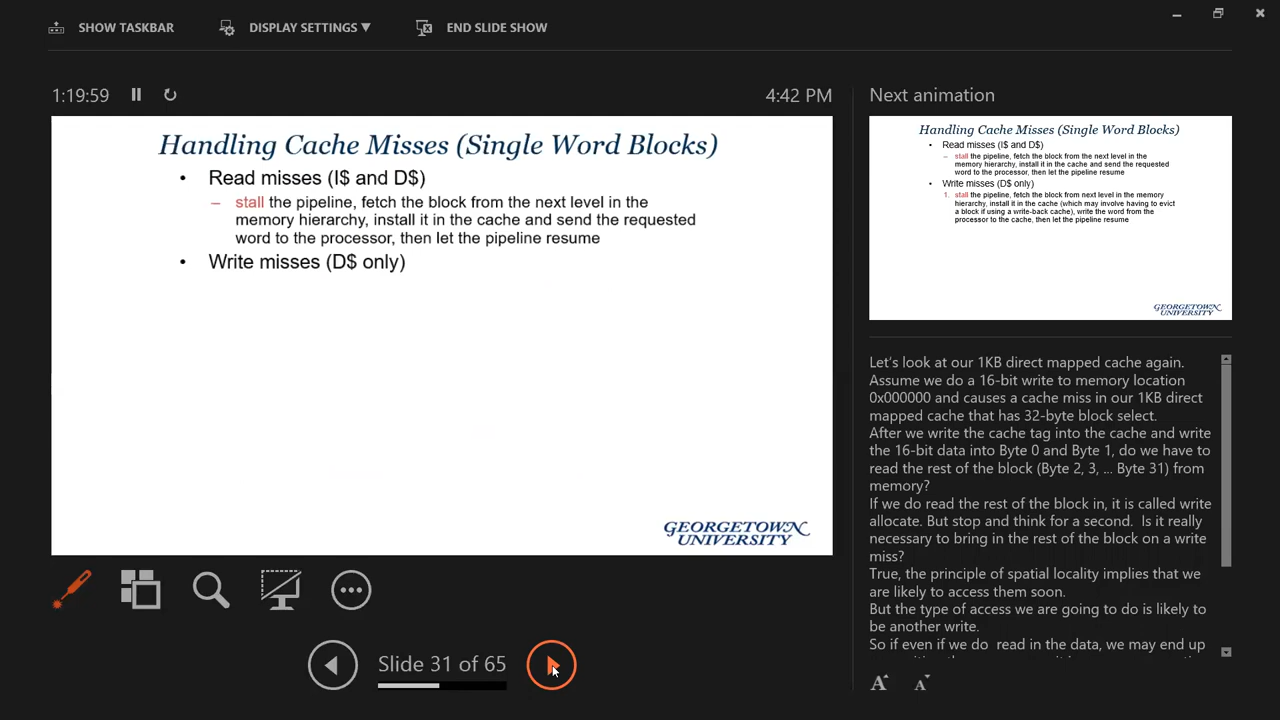 SHOW TASKBAR
DISPLAY SETTINGS ▼
END SLIDE SHOW
1:19:59
4:42 PM
Handling Cache Misses (Single Word Blocks)
• Read misses (I$ and D$)
– stall the pipeline, fetch the block from the next level in the
memory hierarchy, install it in the cache and send the requested
word to the processor, then let the pipeline resume
• Write misses (D$ only)
GEORGETOWN
UNIVERSITY
Slide 31 of 65
Next animation
Handling Cache Misses (Single Word Blocks)
• Read misses (I$ and D$)
– stall the pipeline, fetch the block from the next level in the
memory hierarchy, install it in the cache and send the requested
word to the processor, then let the pipeline resume
• Write misses (D$ only)
1. stall the pipeline, fetch the block from next level in the memory
hierarchy, install it in the cache (which may involve having to evict
a block if using a write-back cache), write the word from the
processor to the cache, then let the pipeline resume
GEORGETOWN
UNIVERSITY
Let's look at our 1KB direct mapped cache again.
Assume we do a 16-bit write to memory location
0x000000 and causes a cache miss in our 1KB direct
mapped cache that has 32-byte block select.
After we write the cache tag into the cache and write
the 16-bit data into Byte 0 and Byte 1, do we have to
read the rest of the block (Byte 2, 3, ... Byte 31) from
memory?
If we do read the rest of the block in, it is called write
allocate. But stop and think for a second.  Is it really
necessary to bring in the rest of the block on a write
miss?
True, the principle of spatial locality implies that we
are likely to access them soon.
But the type of access we are going to do is likely to
be another write.
So if even if we do  read in the data, we may end up
A A